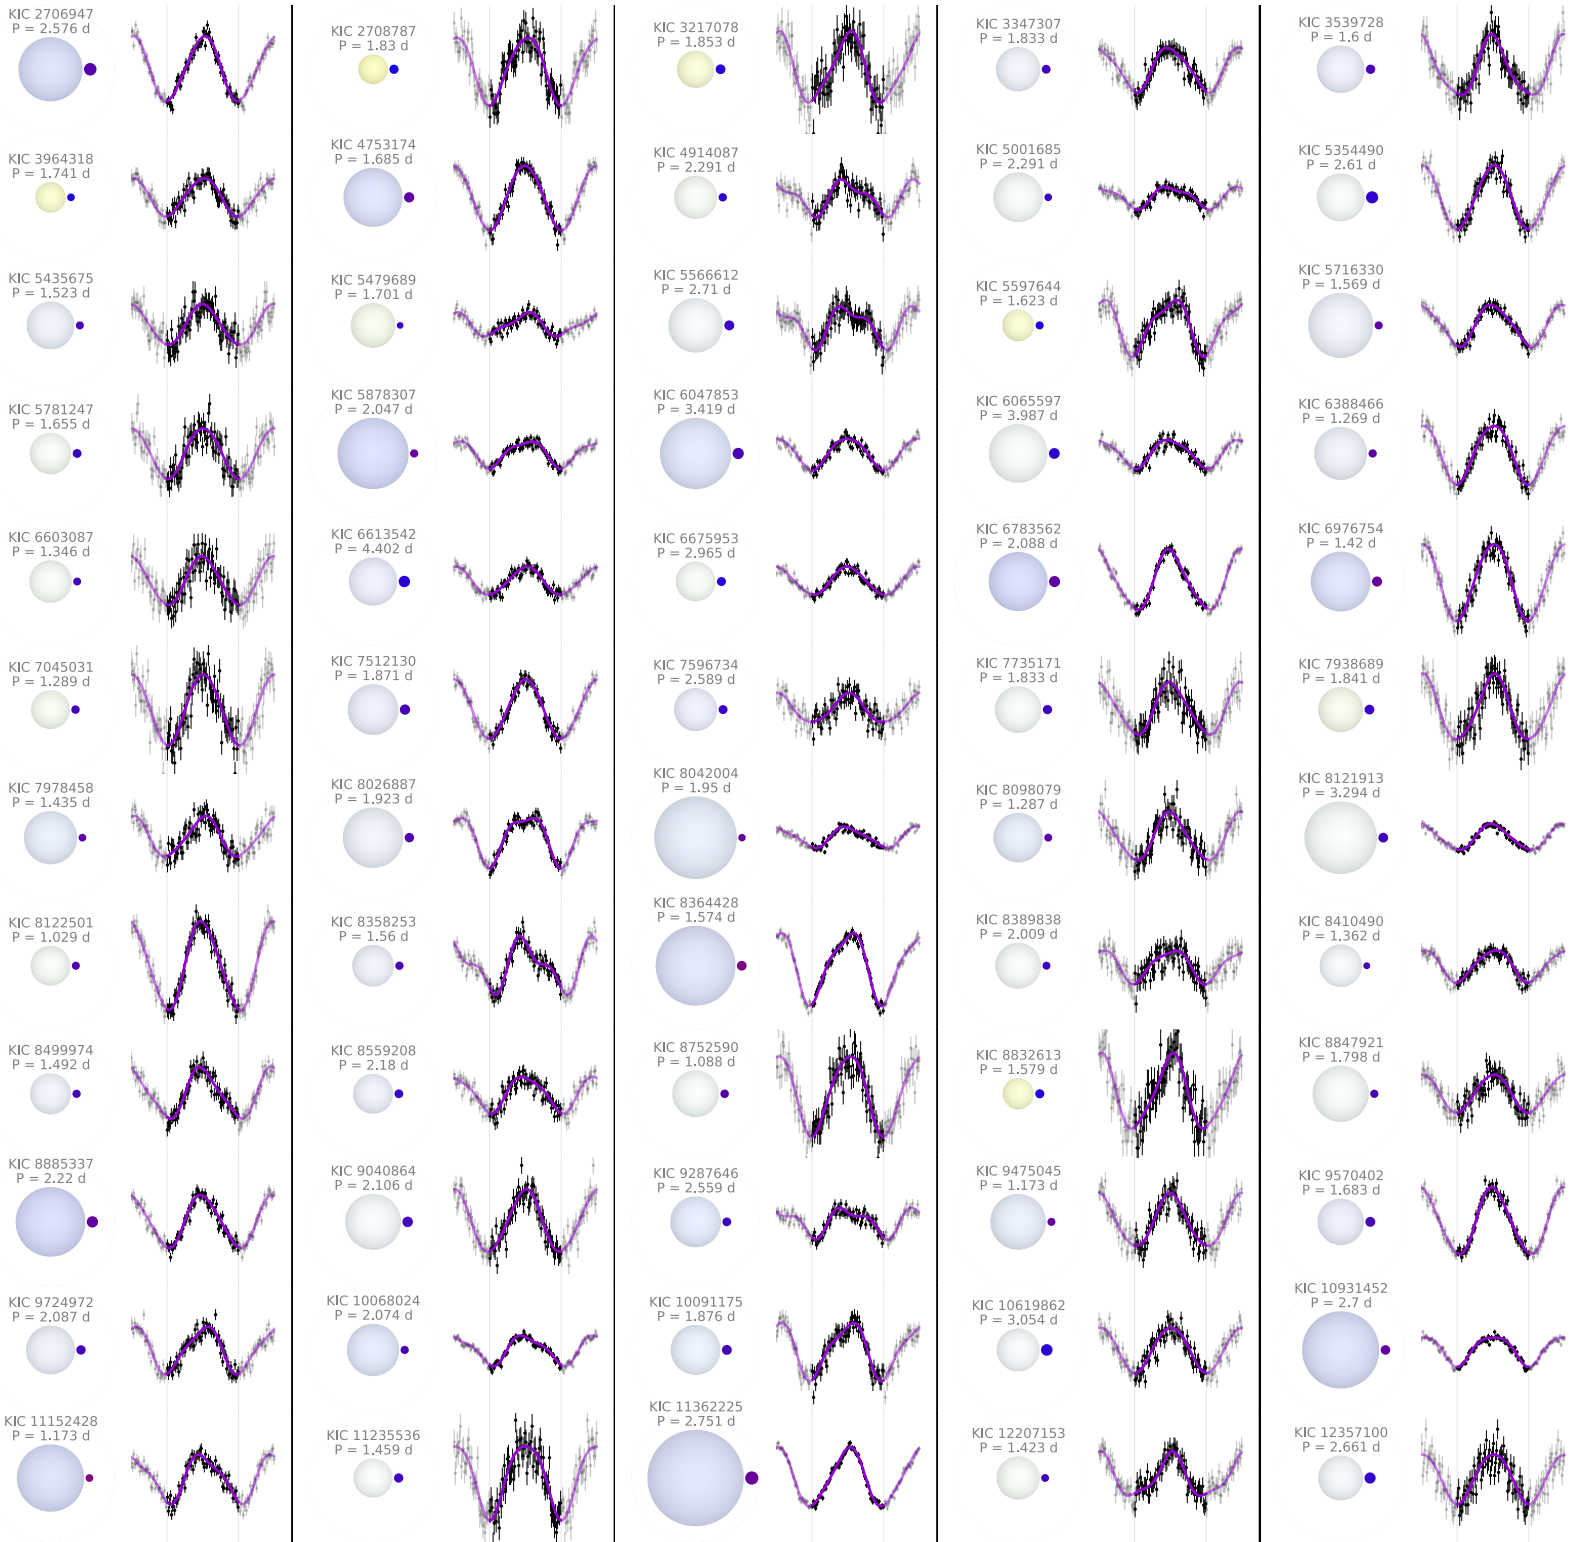 KIC 2706947
P = 2.576 d
KIC 2708787
P = 1.83 d
KIC 3217078
P = 1.853 d
KIC 3347307
P = 1.833 d
KIC 3539728
P = 1.6 d
KIC 3964318
P = 1.741 d
KIC 4753174
P = 1.685 d
KIC 4914087
P = 2.291 d
KIC 5001685
P = 2.291 d
KIC 5354490
P = 2.61 d
KIC 5435675
P = 1.523 d
KIC 5479689
P = 1.701 d
KIC 5566612
P = 2.71 d
KIC 5597644
P = 1.623 d
KIC 5716330
P = 1.569 d
KIC 5781247
P = 1.655 d
KIC 5878307
P = 2.047 d
KIC 6047853
P = 3.419 d
KIC 6065597
P = 3.987 d
KIC 6388466
P = 1.269 d
KIC 6603087
P = 1.346 d
KIC 6613542
P = 4.402 d
KIC 6675953
P = 2.965 d
KIC 6783562
P = 2.088 d
KIC 6976754
P = 1.42 d
KIC 7045031
P = 1.289 d
KIC 7512130
P = 1.871 d
KIC 7596734
P = 2.589 d
KIC 7735171
P = 1.833 d
KIC 7938689
P = 1.841 d
KIC 7978458
P = 1.435 d
KIC 8026887
P = 1.923 d
KIC 8042004
P = 1.95 d
KIC 8098079
P = 1.287 d
KIC 8121913
P = 3.294 d
KIC 8122501
P = 1.029 d
KIC 8358253
P = 1.56 d
KIC 8364428
P = 1.574 d
KIC 8389838
P = 2.009 d
KIC 8410490
P = 1.362 d
KIC 8499974
P = 1.492 d
KIC 8559208
P = 2.18 d
KIC 8752590
P = 1.088 d
KIC 8832613
P = 1.579 d
KIC 8847921
P = 1.798 d
KIC 8885337
P = 2.22 d
KIC 9040864
P = 2.106 d
KIC 9287646
P = 2.559 d
KIC 9475045
P = 1.173 d
KIC 9570402
P = 1.683 d
KIC 9724972
P = 2.087 d
KIC 10068024
P = 2.074 d
KIC 10091175
P = 1.876 d
KIC 10619862
P = 3.054 d
KIC 10931452
P = 2.7 d
KIC 11152428
P = 1.173 d
KIC 11235536
P = 1.459 d
KIC 11362225
P = 2.751 d
KIC 12207153
P = 1.423 d
KIC 12357100
P = 2.661 d